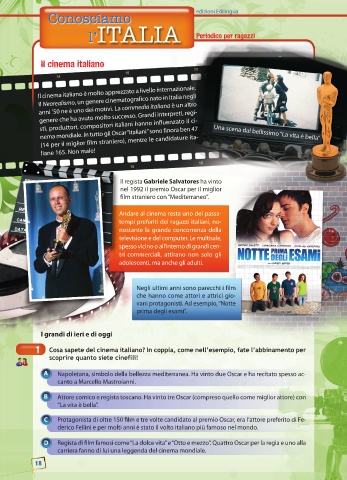 edizioni Edilingua
Conosciamo
l'ITALIA
Periodico per ragazzi
Il cinema italiano
Il cinema italiano è molto apprezzato a livello internazionale.
Il Neorealismo, un genere cinematografico nato in Italia negli
anni '50 ne è uno dei motivi. La commedia italiana è un altro
genere che ha avuto molto successo. Grandi interpreti, regi-
sti, produttori, compositori italiani hanno influenzato il ci-
nema mondiale. In tutto gli Oscar "italiani" sono finora ben 47
(14 per il miglior film straniero), mentre le candidature ita-
liane 165. Non male!
Una scena dal bellissimo "La vita è bella"
Il regista Gabriele Salvatores ha vinto
nel 1992 il premio Oscar per il miglior
film straniero con "Mediterraneo".
Andare al cinema resta uno dei passa-
tempi preferiti dei ragazzi italiani, no-
nostante la grande concorrenza della
televisione e del computer. Le multisale,
spesso vicino o all'interno di grandi cen-
tri commerciali, attirano non solo gli
adolescenti, ma anche gli adulti.
NOTTE PRIMA
DEGLI ESAMI
Negli ultimi anni sono parecchi i film
che hanno come attori e attrici gio-
vani protagonisti. Ad esempio, "Notte
prima degli esami".
I grandi di ieri e di oggi
1 Cosa sapete del cinema italiano? In coppia, come nell'esempio, fate l'abbinamento per
scoprire quanto siete cinefili!
A Napoletana, simbolo della bellezza mediterranea. Ha vinto due Oscar e ha recitato spesso ac-
canto a Marcello Mastroianni.
B Attore comico e regista toscano. Ha vinto tre Oscar (compreso quello come miglior attore) con
"La vita è bella".
C Protagonista di oltre 150 film e tre volte candidato al premio Oscar, era l'attore preferito di Fe-
derico Fellini e per molti anni è stato il volto italiano più famoso nel mondo.
D Regista di film famosi come "La dolce vita" e "Otto e mezzo". Quattro Oscar per la regia e uno alla
carriera fanno di lui una leggenda del cinema mondiale.
18